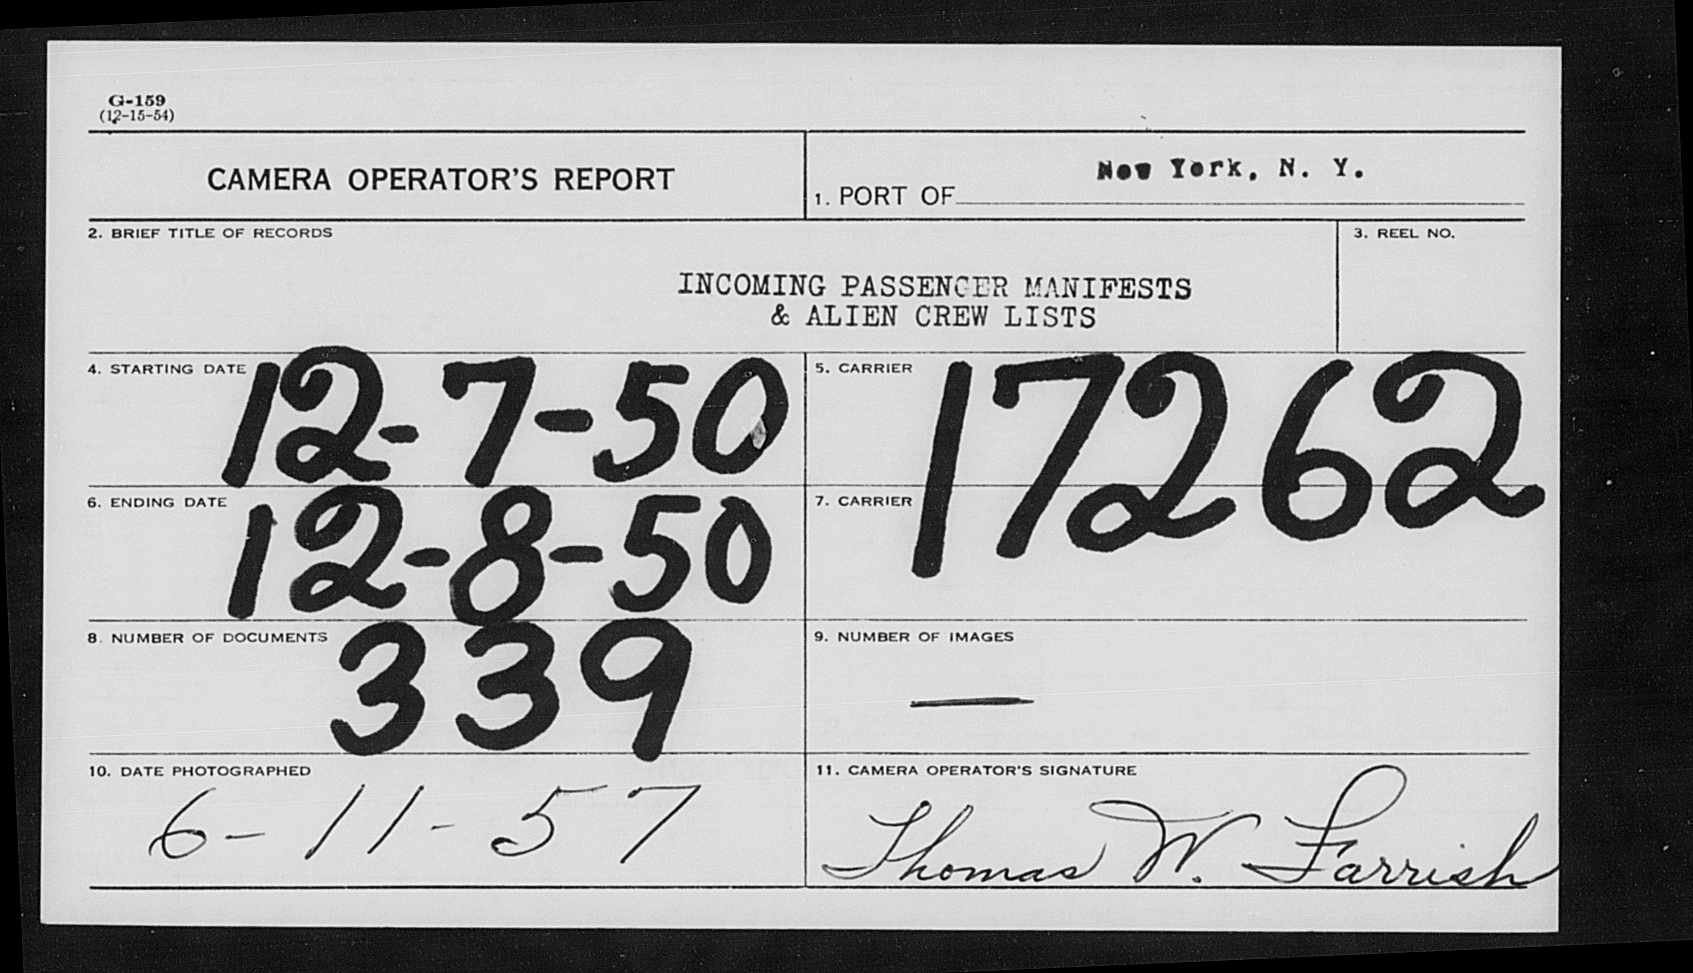 G-159
(12-15-54)
CAMERA OPERATOR'S REPORT
1. PORT OF New York, N. Y.
2. BRIEF TITLE OF RECORDS
3. REEL NO.
INCOMING PASSENGER MANIFESTS
& ALIEN CREW LISTS
4. STARTING DATE 12-7-50
5. CARRIER 17262
6. ENDING DATE 12-8-50
7. CARRIER
8. NUMBER OF DOCUMENTS 339
9. NUMBER OF IMAGES —
10. DATE PHOTOGRAPHED
6-11-57
11. CAMERA OPERATOR'S SIGNATURE
Thomas W. Farrish